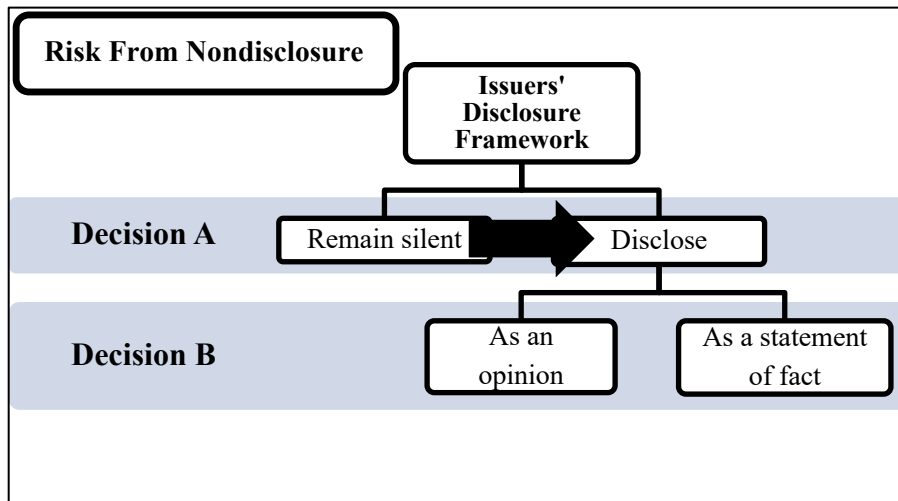 Risk From Nondisclosure
Issuers'
Disclosure
Framework
Decision A
Remain silent
Disclose
Decision B
As an
opinion
As a statement
of fact